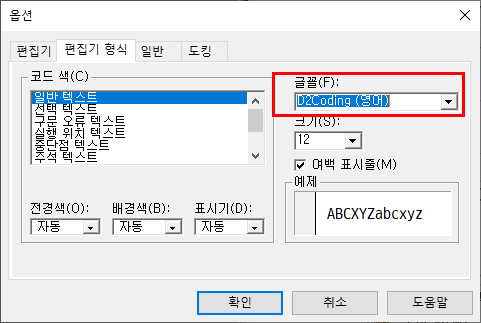 옵션
편집기
편집기 형식
일반
도킹
코드 색(C)
일반 텍스트
선택 텍스트
구문 오류 텍스트
실행 위치 텍스트
중단점 텍스트
주석 텍스트
전경색(O):
배경색(B):
표시기(D):
자동
자동
자동
글꼴(F):
D2Coding (영어)
크기(S):
12
여백 표시줄(M)
예제
ABCXYZabcxyz
확인
취소
도움말